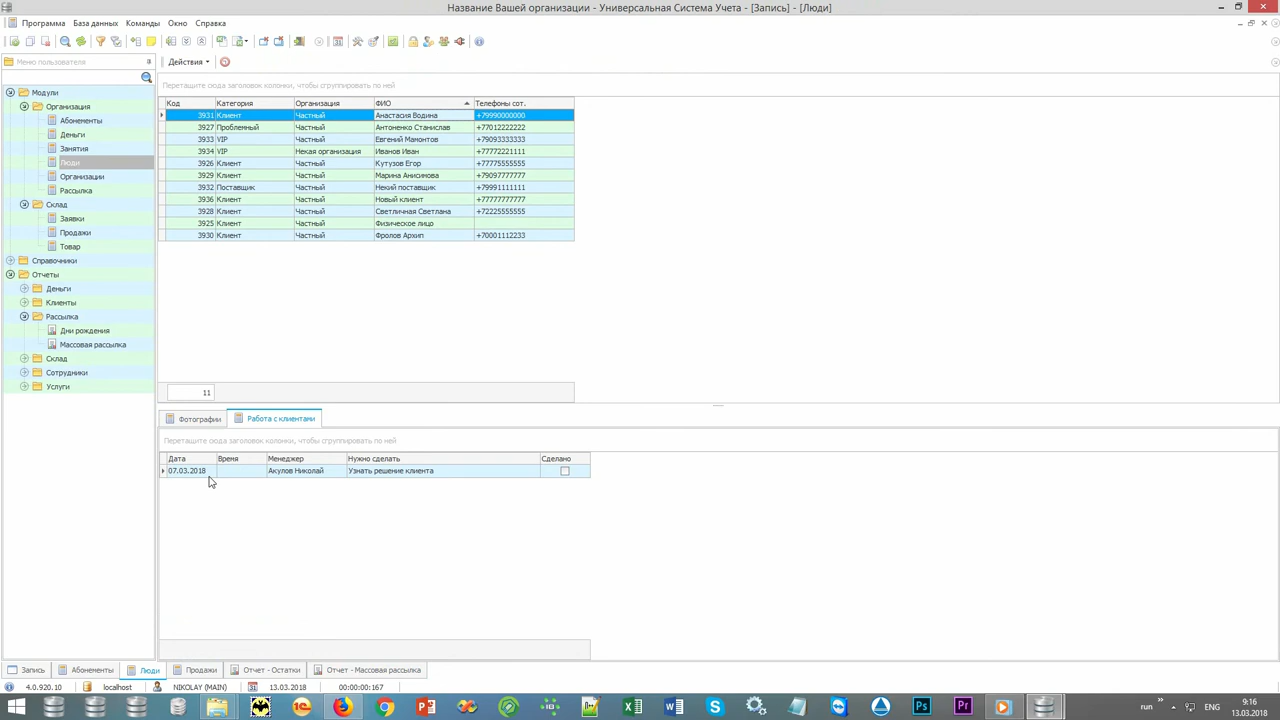 Название Вашей организации - Универсальная Система Учета - [Запись] - [Люди]
Программа База данных Команды Окно Справка
Меню пользователя
Действия
Перетащите сюда заголовок колонки, чтобы сгруппировать по ней
Модули
Организация
Абонементы
Деньги
Занятия
Люди
Организации
Рассылка
Склад
Заявки
Продажи
Товар
Справочники
Отчеты
Деньги
Клиенты
Рассылка
Дни рождения
Массовая рассылка
Склад
Сотрудники
Услуги
Код Категория Организация ФИО Телефоны сот.
3931 Клиент Частный Анастасия Водина +79990000000
3927 Проблемный Частный Антоненко Станислав +77012222222
3933 VIP Частный Евгений Мамонтов +79093333333
3934 VIP Некая организация Иванов Иван +77772221111
3926 Клиент Частный Кутузов Егор +77775555555
3929 Клиент Частный Марина Анисимова +79097777777
3932 Поставщик Частный Некий поставщик +79991111111
3936 Клиент Частный Новый клиент +77777777777
3928 Клиент Частный Светличная Светлана +72225555555
3925 Клиент Частный Физическое лицо
3930 Клиент Частный Фролов Архип +70001112233
11
Фотографии Работа с клиентами
Перетащите сюда заголовок колонки, чтобы сгруппировать по ней
Дата Время Менеджер Нужно сделать Сделано
07.03.2018 Акулов Николай Узнать решение клиента
Запись Абонементы Люди Продажи Отчет - Остатки Отчет - Массовая рассылка
4.0.920.10 localhost NIKOLAY (MAIN) 13.03.2018 00:00:00:167
run ENG 9:16
13.03.2018